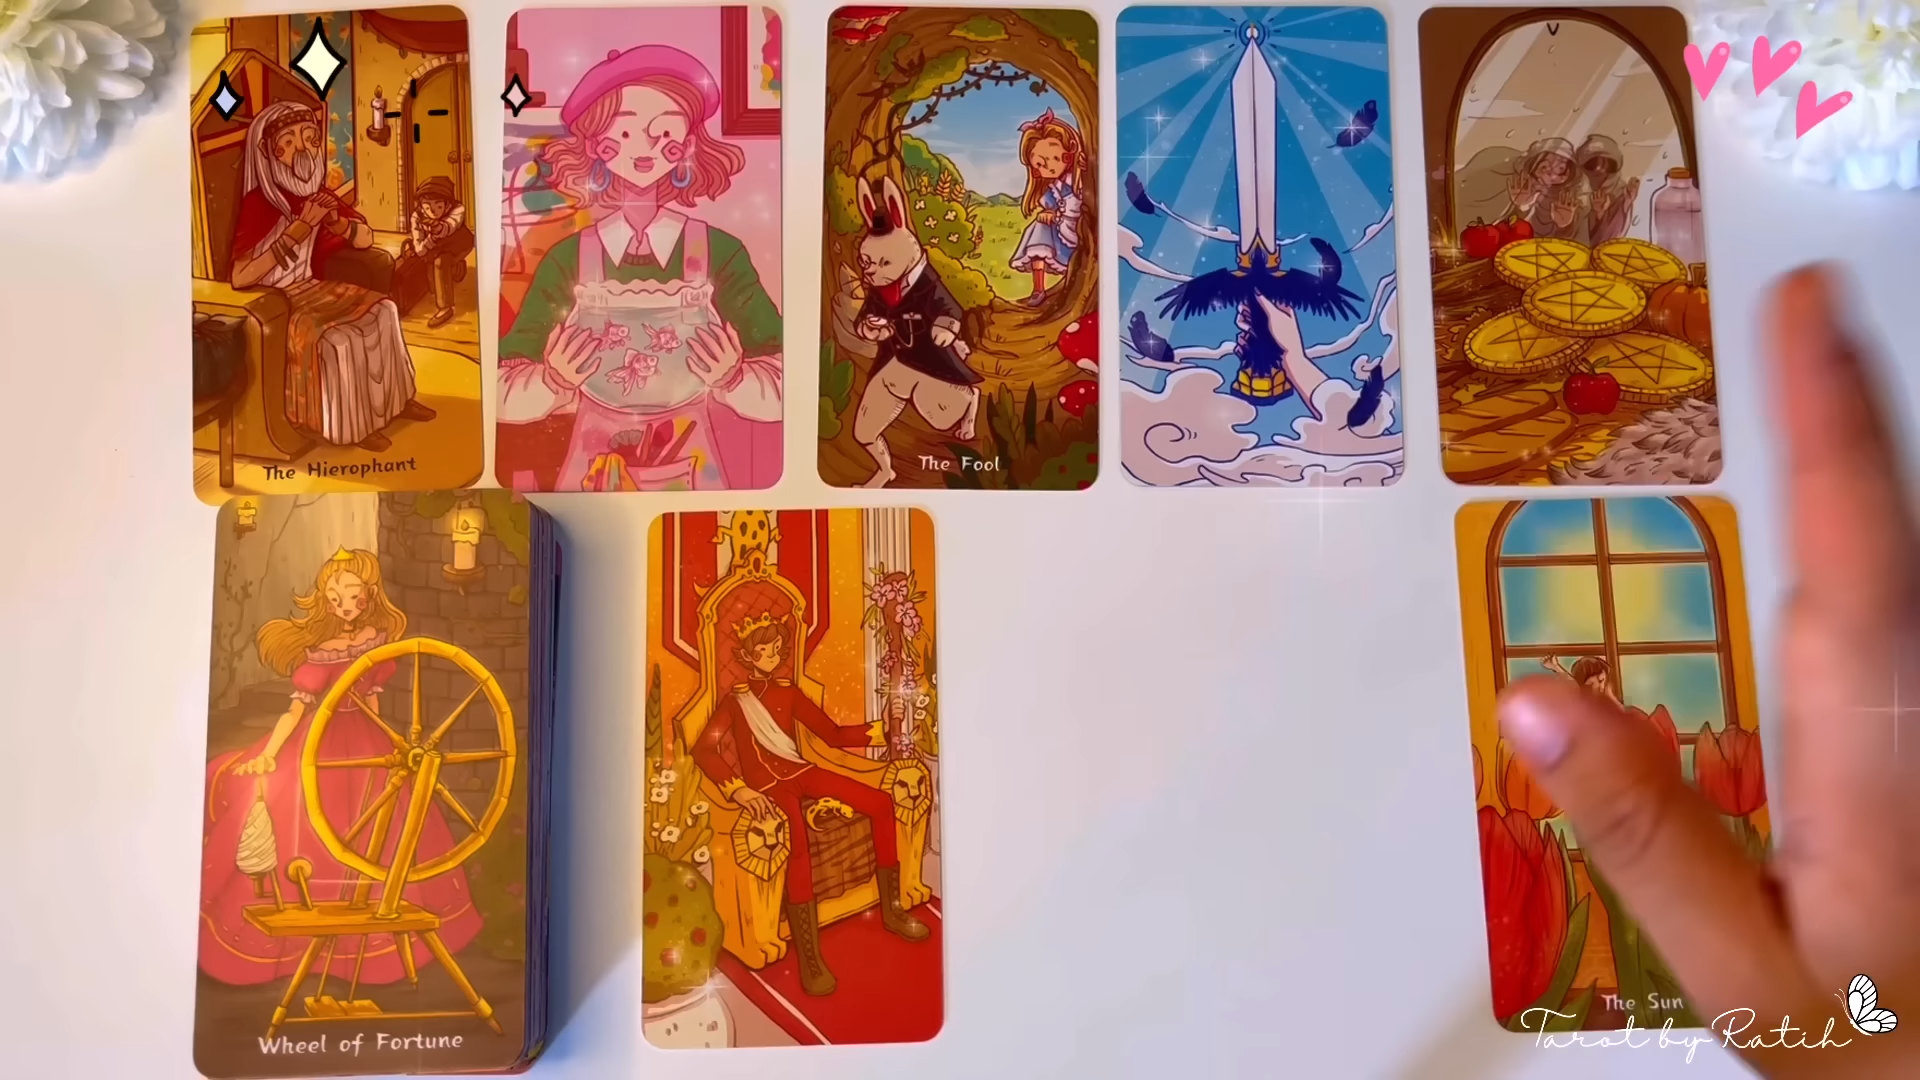 The Hierophant
The Fool
Wheel of Fortune
The Sun
Tarot by Ratih